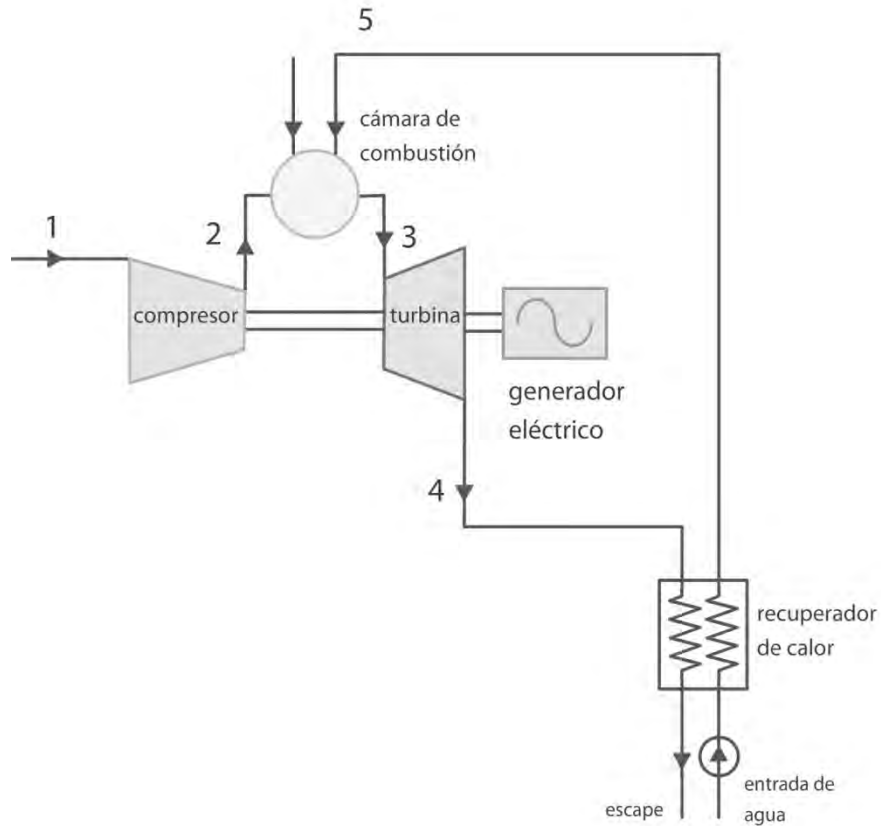 5
cámara de
combustión
1
2
3
compresor
turbina
generador
eléctrico
4
recuperador
de calor
entrada de
agua
escape